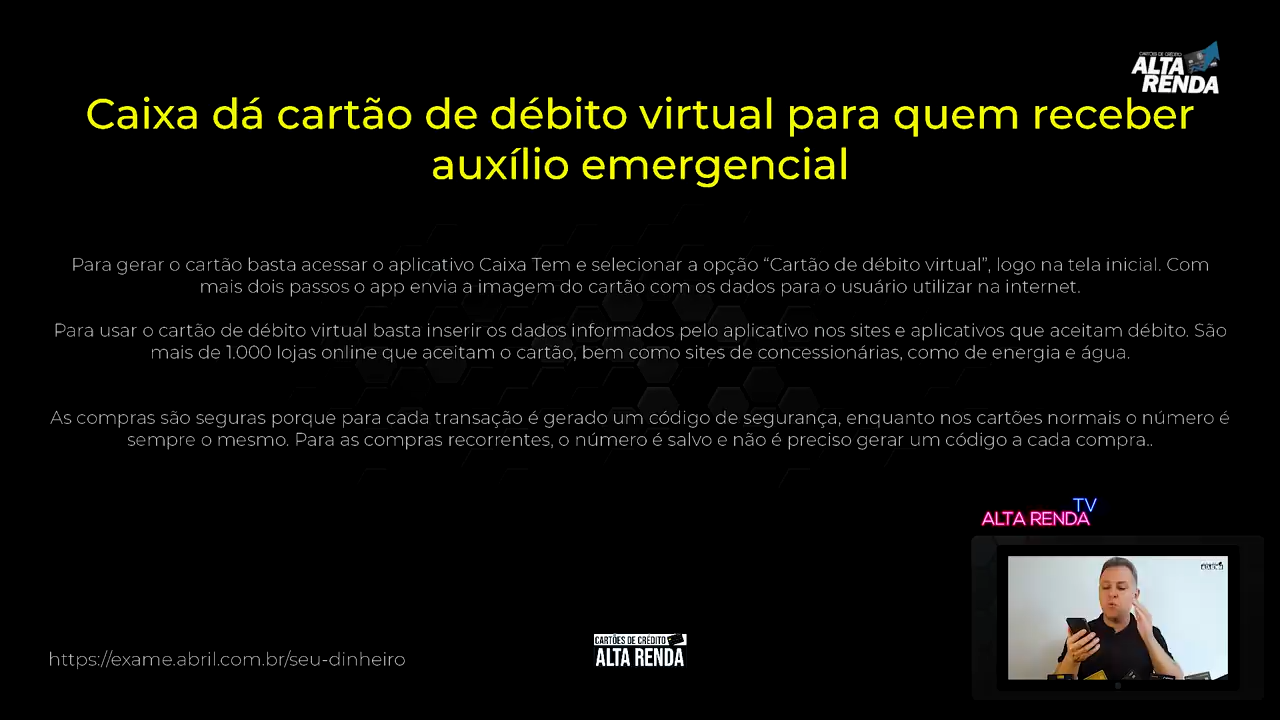 CARTÕES DE CRÉDITO
ALTA
RENDA
Caixa dá cartão de débito virtual para quem receber
auxílio emergencial
Para gerar o cartão basta acessar o aplicativo Caixa Tem e selecionar a opção “Cartão de débito virtual”, logo na tela inicial. Com
mais dois passos o app envia a imagem do cartão com os dados para o usuário utilizar na internet.
Para usar o cartão de débito virtual basta inserir os dados informados pelo aplicativo nos sites e aplicativos que aceitam débito. São
mais de 1.000 lojas online que aceitam o cartão, bem como sites de concessionárias, como de energia e água.
As compras são seguras porque para cada transação é gerado um código de segurança, enquanto nos cartões normais o número é
sempre o mesmo. Para as compras recorrentes, o número é salvo e não é preciso gerar um código a cada compra..
TV
ALTA RENDA
CARTÕES DE CRÉDITO
ALTA RENDA
https://exame.abril.com.br/seu-dinheiro